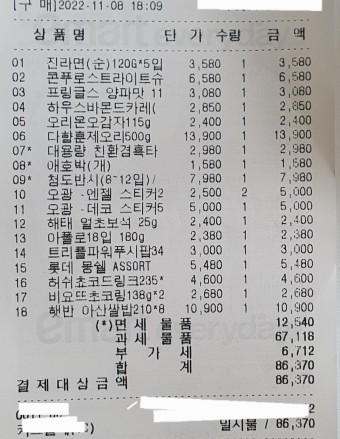 [구 매]2022-11-08 18:09
상 품 명 단 가 수량 금 액
01 진라면(순)120G*5입 3,580 1 3,580
02 콘푸로스트라이트슈 6,580 1 6,580
03 프링글스 양파맛 11 3,080 1 3,080
04 하우스바몬드카레( 2,850 1 2,850
05 오리온오감자115g 2,400 1 2,400
06 다향훈제오리500g 13,900 1 13,900
07* 대용량 친환경흑타 2,980 1 2,980
08* 애호박(개) 1,580 1 1,580
09* 청도반시(8~12입)/ 7,980 1 7,980
10 오광 -엔젤 스티커2 2,500 2 5,000
11 오광 -데코 스티커5 5,000 1 5,000
12 해태 얼초보석 25g 2,400 1 2,400
13 아폴로18입 180g 2,380 1 2,380
14 트리플파워푸시팝34 3,000 1 3,000
15 롯데 몽쉘 ASSORT 5,480 1 5,480
16 허쉬쵸코드링크235* 4,600 1 4,600
17 비요뜨초코링138g*2 2,680 1 2,680
18 햇반 아산쌀밥210*8 10,900 1 10,900
(*)면 세 물 품 12,540
과 세 물 품 67,118
부 가 세 6,712
합 계 86,370
결 제 대 상 금 액 86,370
일시불 / 86,370